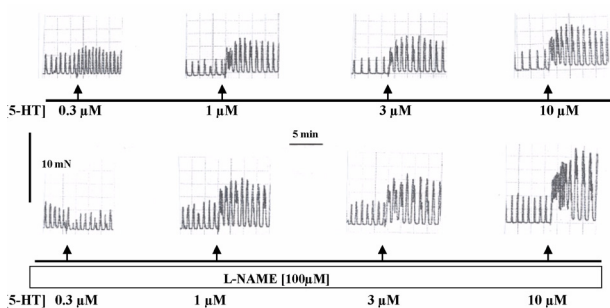 5-HT] 0.3 µM 1 µM 3 µM 10 µM
5 min
10 mN
L-NAME [100µM]
5-HT] 0.3 µM 1 µM 3 µM 10 µM